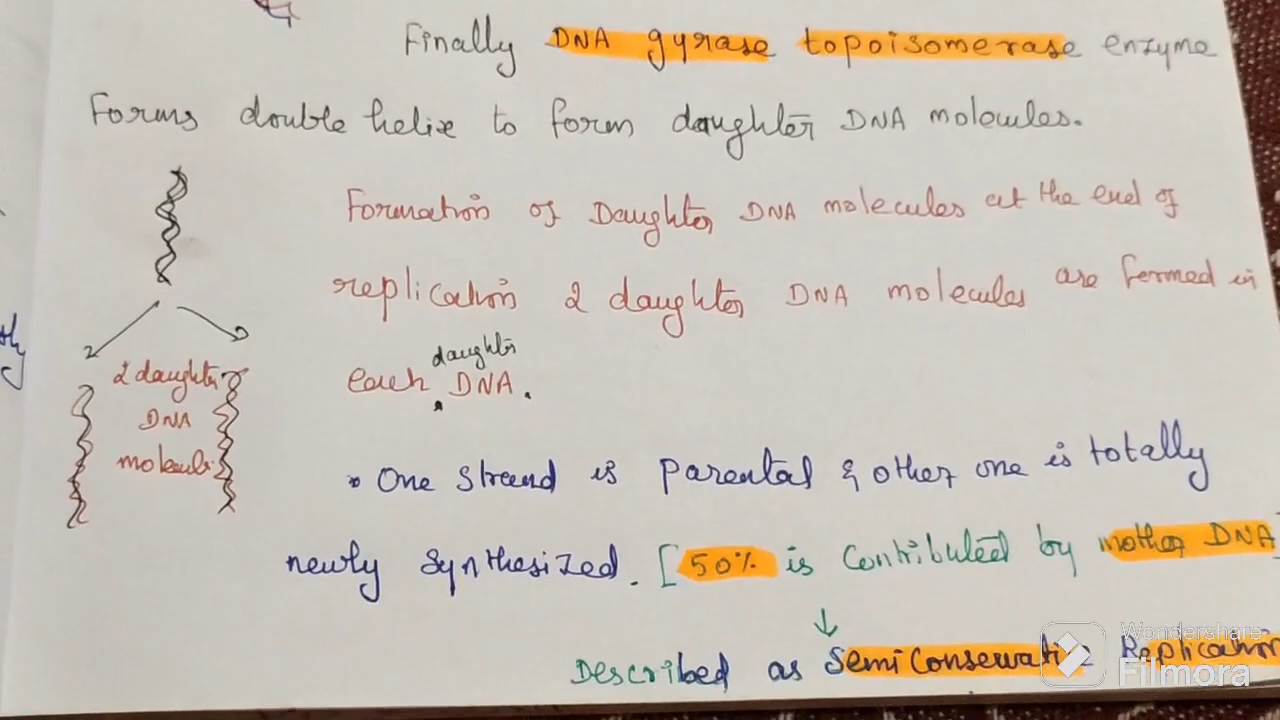 Finally DNA gyrase topoisomerase enzyme
Forms double helix to form daughter DNA molecules.
Formation of Daughter DNA molecules at the end of
replication 2 daughter DNA molecules are formed in
daughter
each DNA.
2 daughter
DNA
molecule
• One strand is parental & other one is totally
newly synthesized. [50% is contributed by mother DNA]
↓
Described as Semiconservative Replication
Wondershare
Filmora